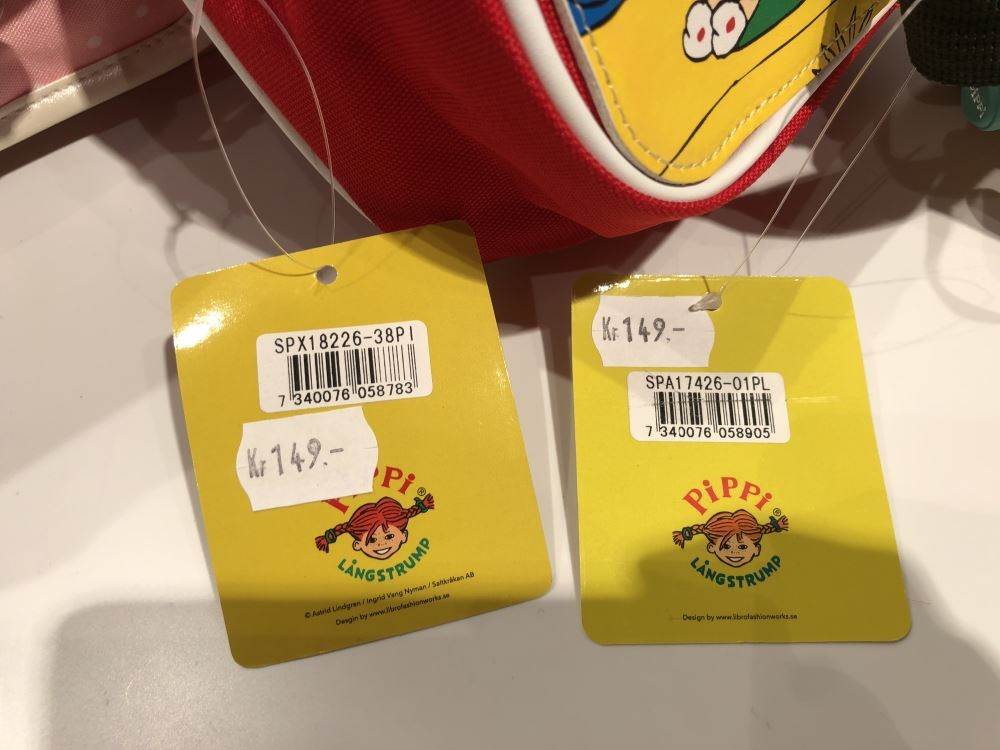 SPX18226-38PI
7 340076 058783
Kr 149.-
PiPPi®
LÅNGSTRUMP
© Astrid Lindgren / Ingrid Vang Nyman / Saltkråkan AB
Design by www.librofashionworks.se
Kr 149.-
SPA17426-01PL
7 340076 058905
PiPPi®
LÅNGSTRUMP
Design by www.librofashionworks.se